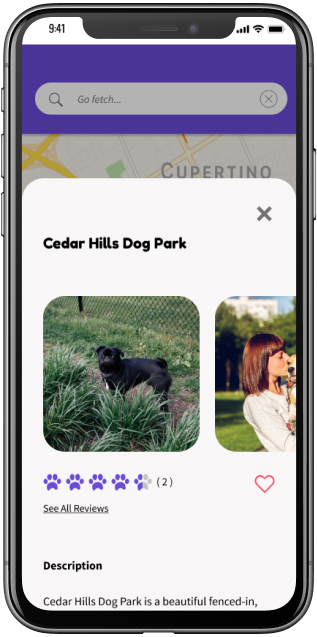 9:41
Go fetch...
CUPERTINO
Cedar Hills Dog Park
( 2 )
See All Reviews
Description
Cedar Hills Dog Park is a beautiful fenced-in,